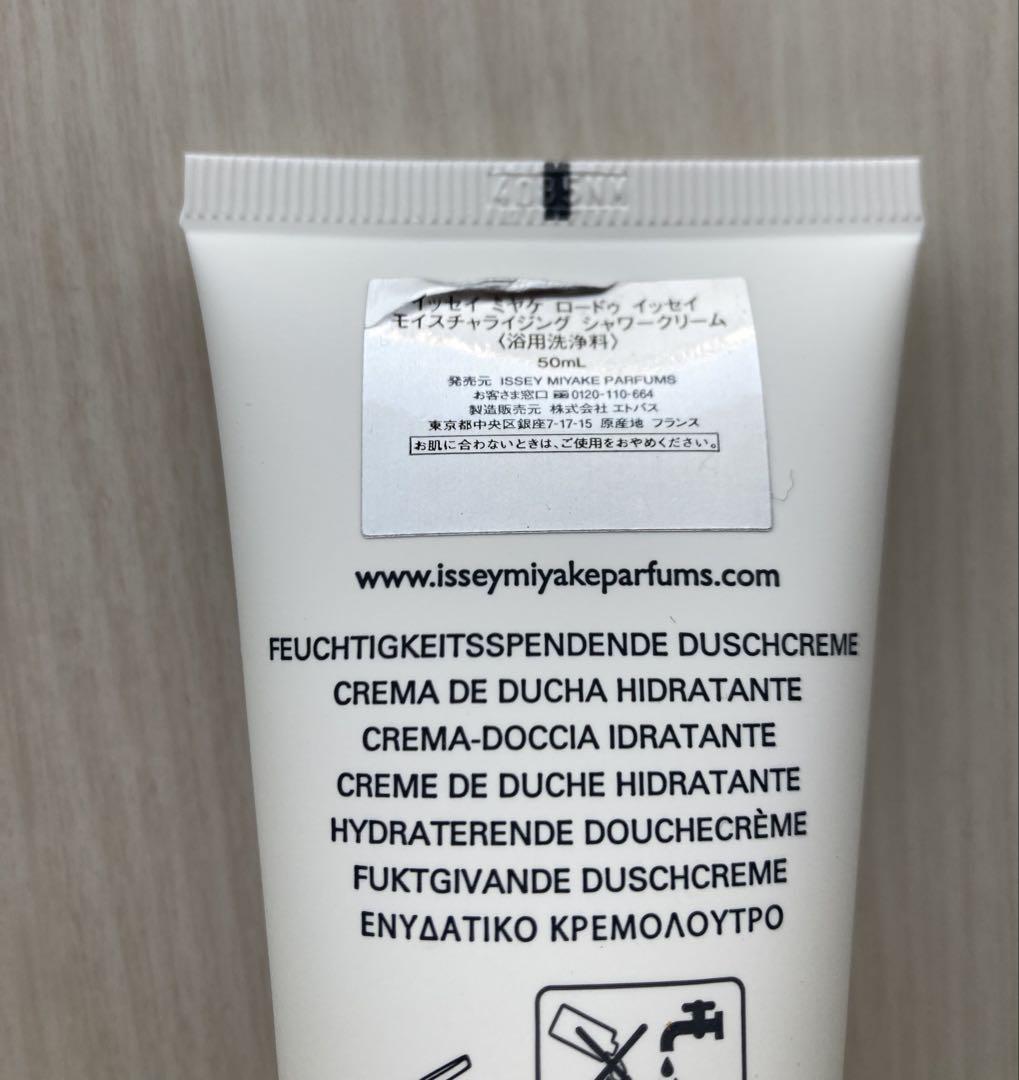 イッセイ ミヤケ ロードゥ イッセイ
モイスチャライジング シャワークリーム
〈浴用洗浄料〉
50mL
発売元 ISSEY MIYAKE PARFUMS
お客さま窓口 0120-110-664
製造販売元 株式会社 エトバス
東京都中央区銀座7-17-15 原産地 フランス
お肌に合わないときは、ご使用をおやめください。
www.isseymiyakeparfums.com
FEUCHTIGKEITSSPENDENDE DUSCHCREME
CREMA DE DUCHA HIDRATANTE
CREMA-DOCCIA IDRATANTE
CREME DE DUCHE HIDRATANTE
HYDRATERENDE DOUCHECRÈME
FUKTGIVANDE DUSCHCREME
ΕΝΥΔΑΤΙΚΟ ΚΡΕΜΟΛΟΥΤΡΟ